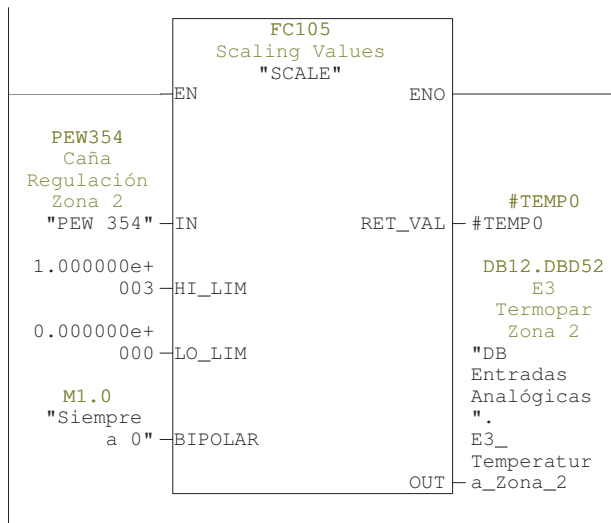 FC105
Scaling Values
"SCALE"
EN
ENO
PEW354
Caña
Regulación
Zona 2
"PEW 354"
IN
RET_VAL
#TEMP0
#TEMP0
1.000000e+
003
HI_LIM
0.000000e+
000
LO_LIM
M1.0
"Siempre
a 0"
BIPOLAR
DB12.DBD52
E3
Termopar
Zona 2
"DB
Entradas
Analógicas
".
E3_
Temperatur
a_Zona_2
OUT